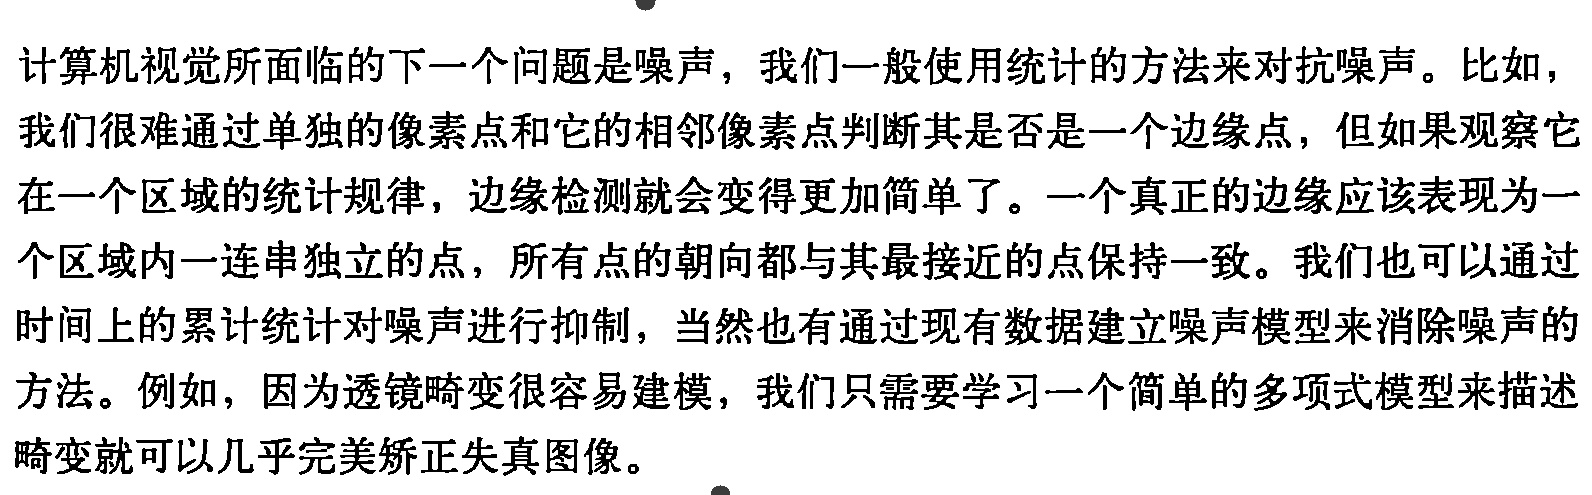 计算机视觉所面临的下一个问题是噪声，我们一般使用统计的方法来对抗噪声。比如，
我们很难通过单独的像素点和它的相邻像素点判断其是否是一个边缘点，但如果观察它
在一个区域的统计规律，边缘检测就会变得更加简单了。一个真正的边缘应该表现为一
个区域内一连串独立的点，所有点的朝向都与其最接近的点保持一致。我们也可以通过
时间上的累计统计对噪声进行抑制，当然也有通过现有数据建立噪声模型来消除噪声的
方法。例如，因为透镜畸变很容易建模，我们只需要学习一个简单的多项式模型来描述
畸变就可以几乎完美矫正失真图像。